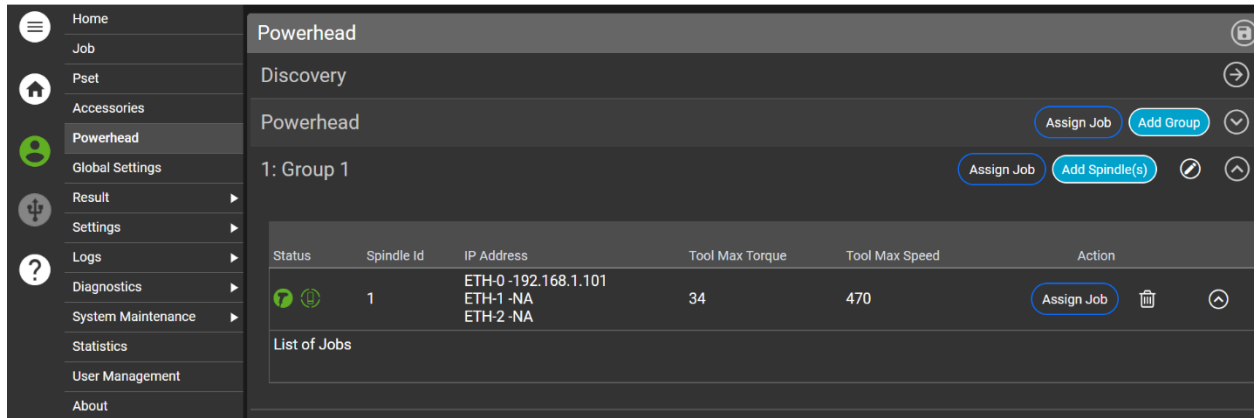 Home
Job
Pset
Accessories
Powerhead
Global Settings
Result
Settings
Logs
Diagnostics
System Maintenance
Statistics
User Management
About
Powerhead
Discovery
Powerhead Assign Job Add Group
1: Group 1 Assign Job Add Spindle(s)
Status Spindle Id IP Address Tool Max Torque Tool Max Speed Action
ETH-0 -192.168.1.101
1 ETH-1 -NA 34 470 Assign Job
ETH-2 -NA
List of Jobs